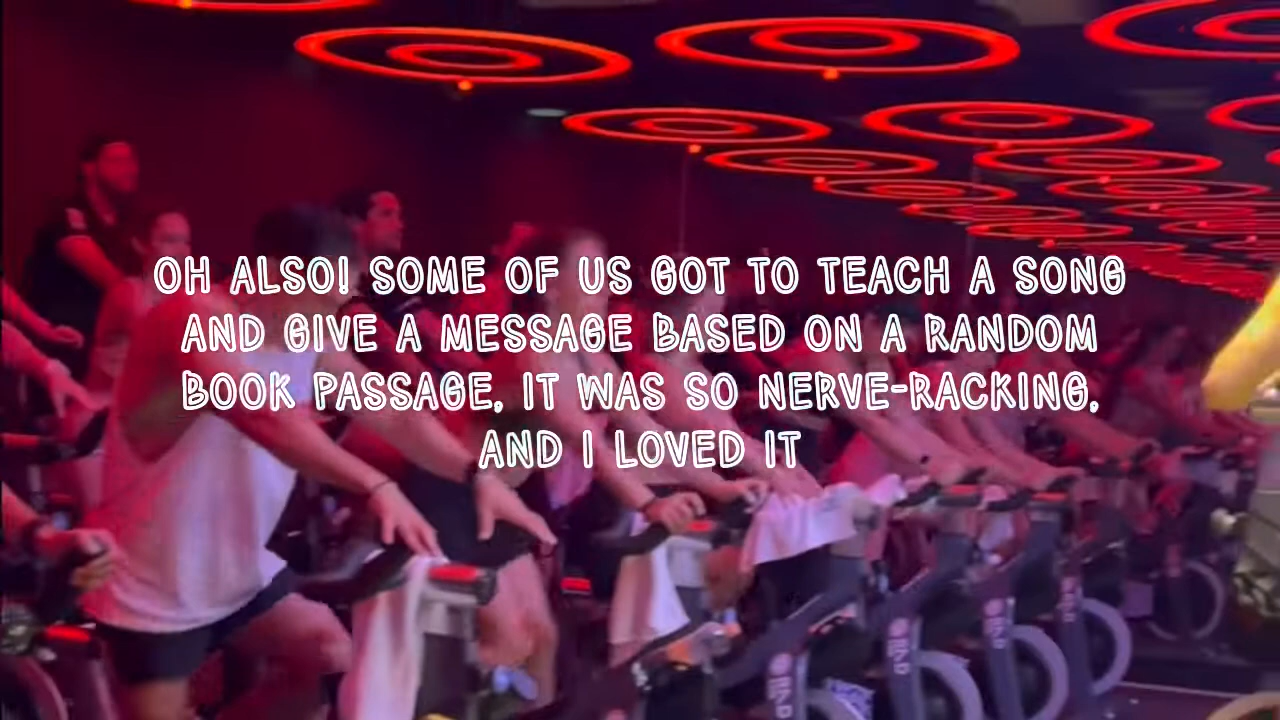 OH ALSO! SOME OF US GOT TO TEACH A SONG
AND GIVE A MESSAGE BASED ON A RANDOM
BOOK PASSAGE, IT WAS SO NERVE-RACKING,
AND I LOVED IT